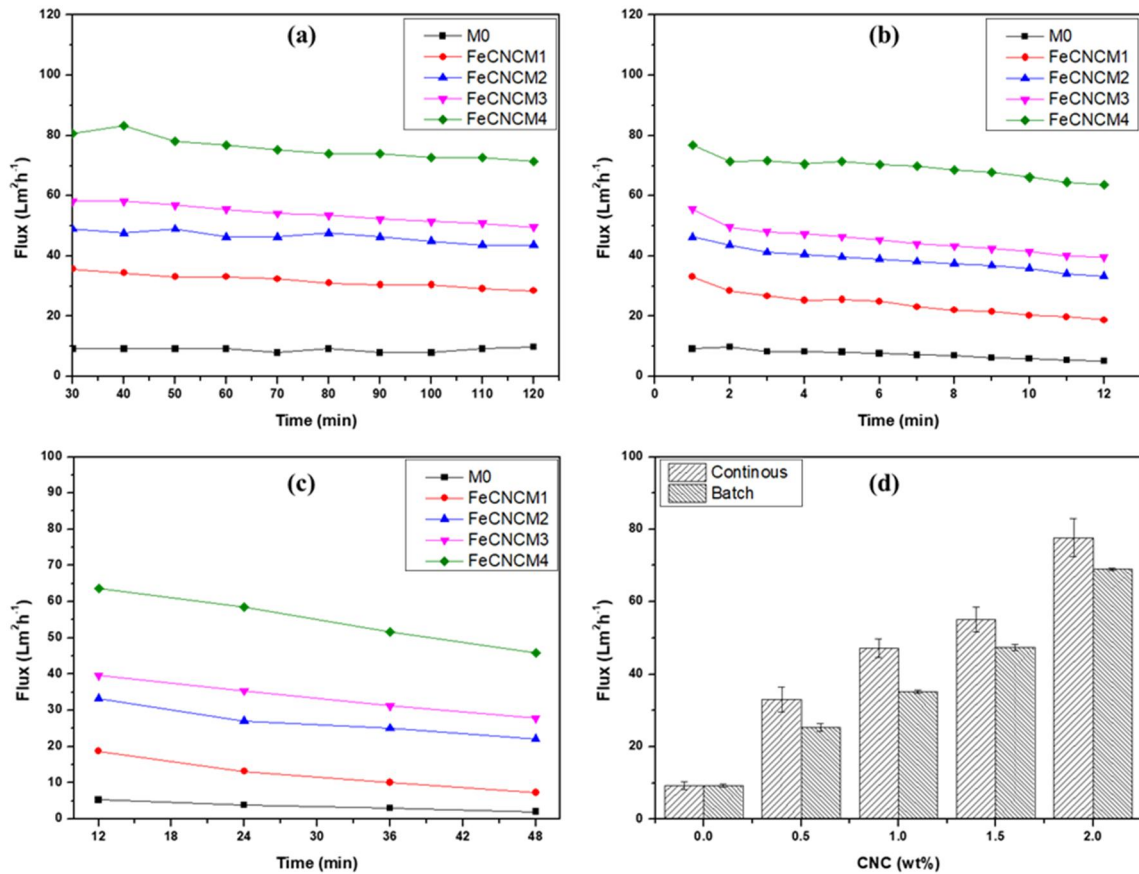 (a)
M0
FeCNCM1
FeCNCM2
FeCNCM3
FeCNCM4
Flux (Lm²h⁻¹)
120
100
80
60
40
20
0
30 40 50 60 70 80 90 100 110 120
Time (min)
(b)
M0
FeCNCM1
FeCNCM2
FeCNCM3
FeCNCM4
Flux (Lm²h⁻¹)
120
100
80
60
40
20
0
0 2 4 6 8 10 12
Time (min)
(c)
M0
FeCNCM1
FeCNCM2
FeCNCM3
FeCNCM4
Flux (Lm²h⁻¹)
100
90
80
70
60
50
40
30
20
10
0
12 18 24 30 36 42 48
Time (min)
(d)
Continous
Batch
Flux (Lm²h⁻¹)
100
80
60
40
20
0
0.0 0.5 1.0 1.5 2.0
CNC (wt%)